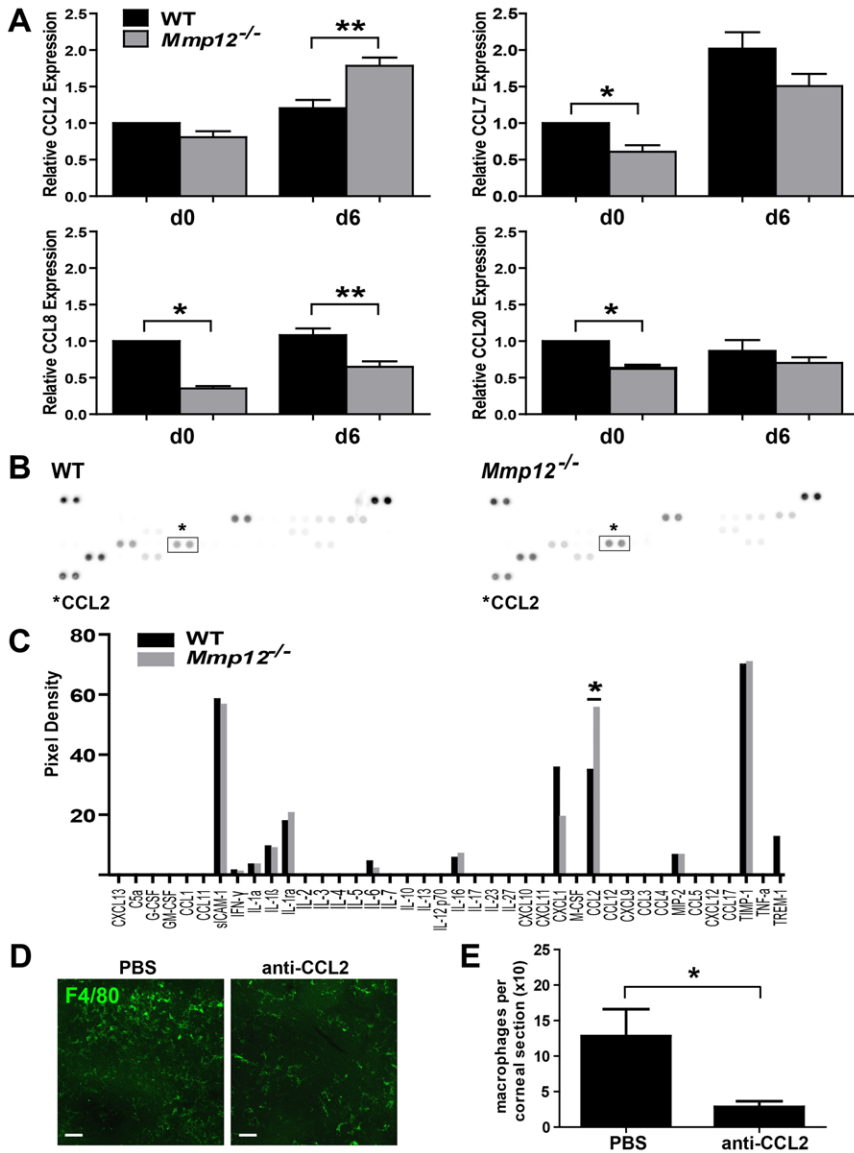 A
WT
Mmp12-/-
Relative CCL2 Expression
2.5
2.0
1.5
1.0
0.5
0.0
**
d0
d6
Relative CCL7 Expression
2.5
2.0
1.5
1.0
0.5
0.0
*
d0
d6
Relative CCL8 Expression
2.5
2.0
1.5
1.0
0.5
0.0
*
**
d0
d6
Relative CCL20 Expression
2.5
2.0
1.5
1.0
0.5
0.0
*
d0
d6
B
WT
*
*CCL2
Mmp12-/-
*
*CCL2
C
WT
Mmp12-/-
Pixel Density
80
60
40
20
*
CXCL13
C5a
G-CSF
GM-CSF
CCL1
CCL11
sICAM-1
IFN-γ
IL-1a
IL-1ß
IL-1ra
IL-2
IL-3
IL-4
IL-5
IL-6
IL-7
IL-10
IL-13
IL-12 p70
IL-16
IL-17
IL-23
IL-27
CXCL10
CXCL11
CXCL1
M-CSF
CCL2
CCL12
CXCL9
CCL3
CCL4
MIP-2
CCL5
CXCL12
CCL17
TIMP-1
TNF-a
TREM-1
D
PBS
anti-CCL2
F4/80
E
macrophages per
corneal section (x10)
25
20
15
10
5
0
*
PBS
anti-CCL2